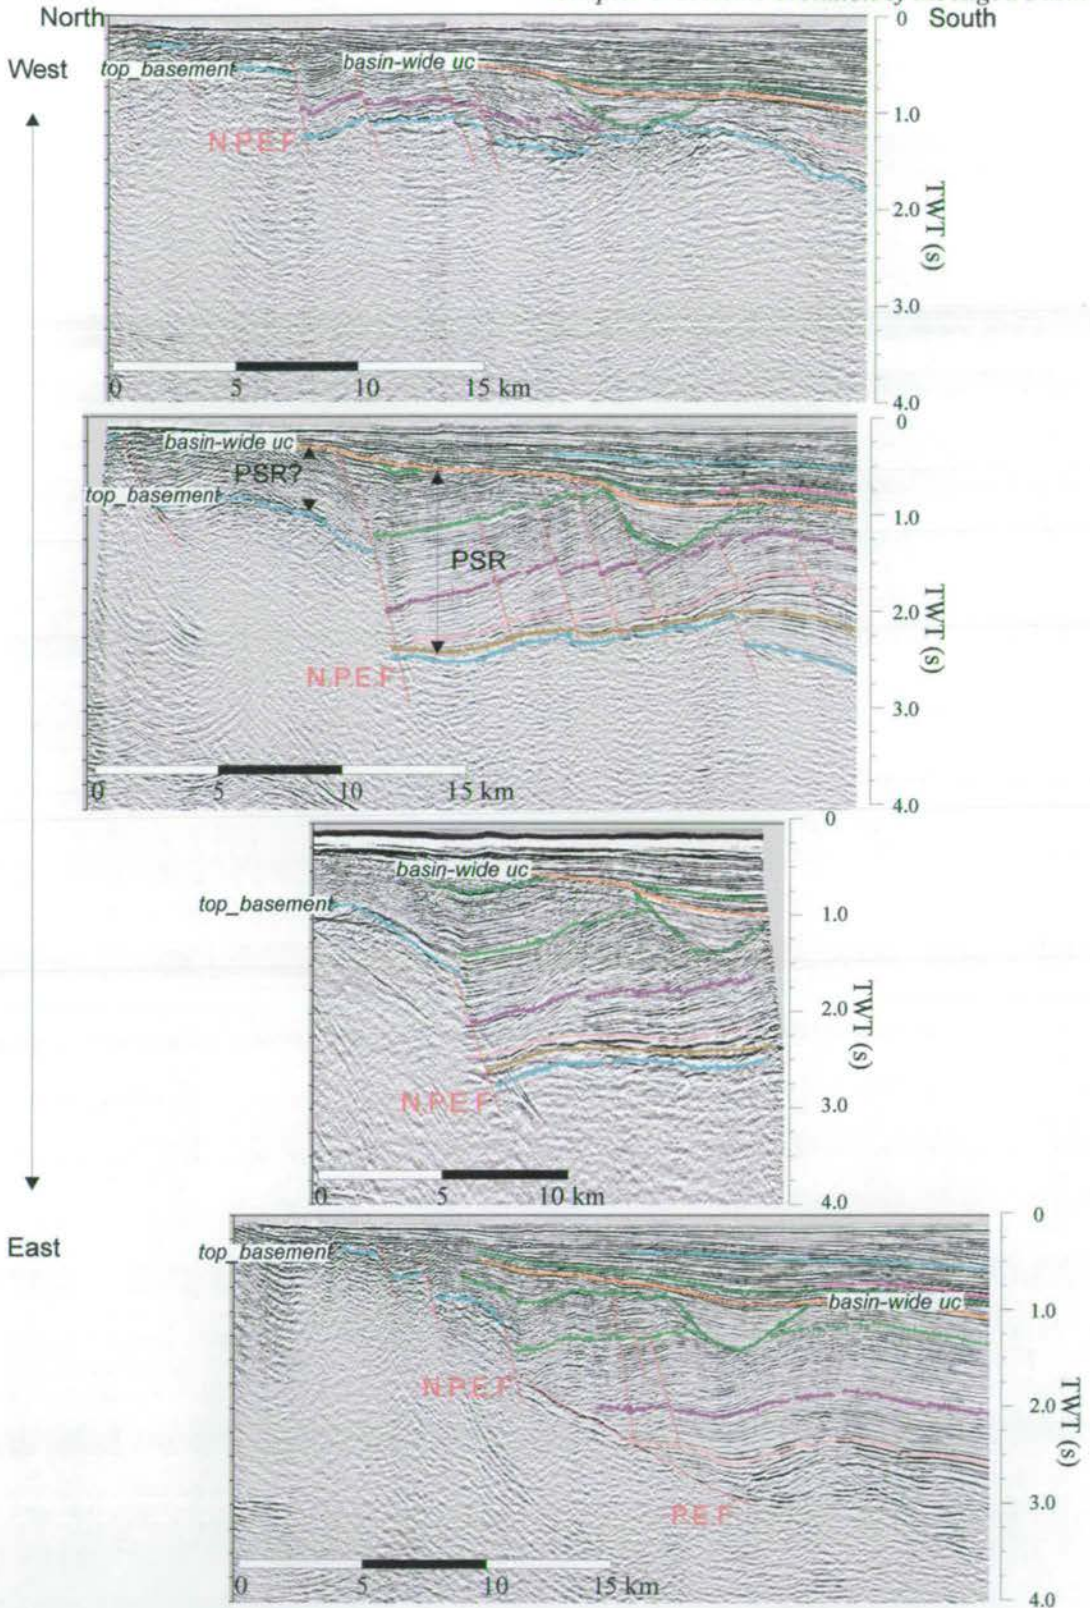 North
South
0
West
top_basement
basin-wide uc
1.0
N.P.E.F
TWT (s)
2.0
3.0
0 5 10 15 km
4.0
0
basin-wide uc
PSR?
top_basement
1.0
PSR
TWT (s)
2.0
N.P.E.F
3.0
0 5 10 15 km
4.0
0
basin-wide uc
top_basement
1.0
TWT (s)
2.0
N.P.E.F
3.0
0 5 10 km
4.0
East
0
top_basement
basin-wide uc
1.0
N.P.E.F
TWT (s)
2.0
P.E.F
3.0
0 5 10 15 km
4.0